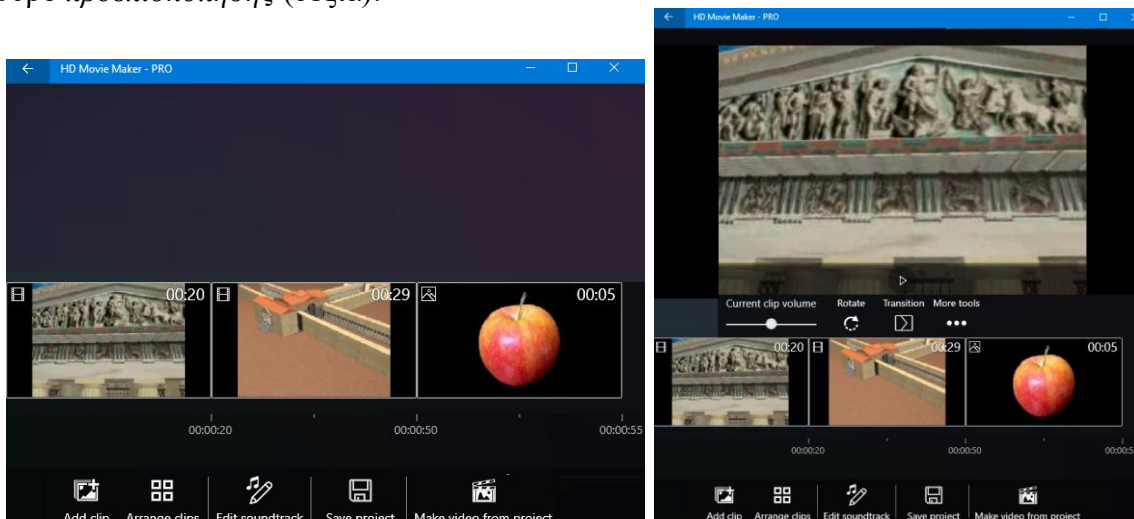 προεπισκόπησης (δεξιά).
HD Movie Maker - PRO
00:20
00:29
00:05
00:00:20
00:00:50
00:00:55
Add clip
Arrange clips
Edit soundtrack
Save project
Make video from project
HD Movie Maker - PRO
Current clip volume
Rotate
Transition
More tools
00:20
00:29
00:05
00:00:20
00:00:50
Add clip
Arrange clips
Edit soundtrack
Save project
Make video from project